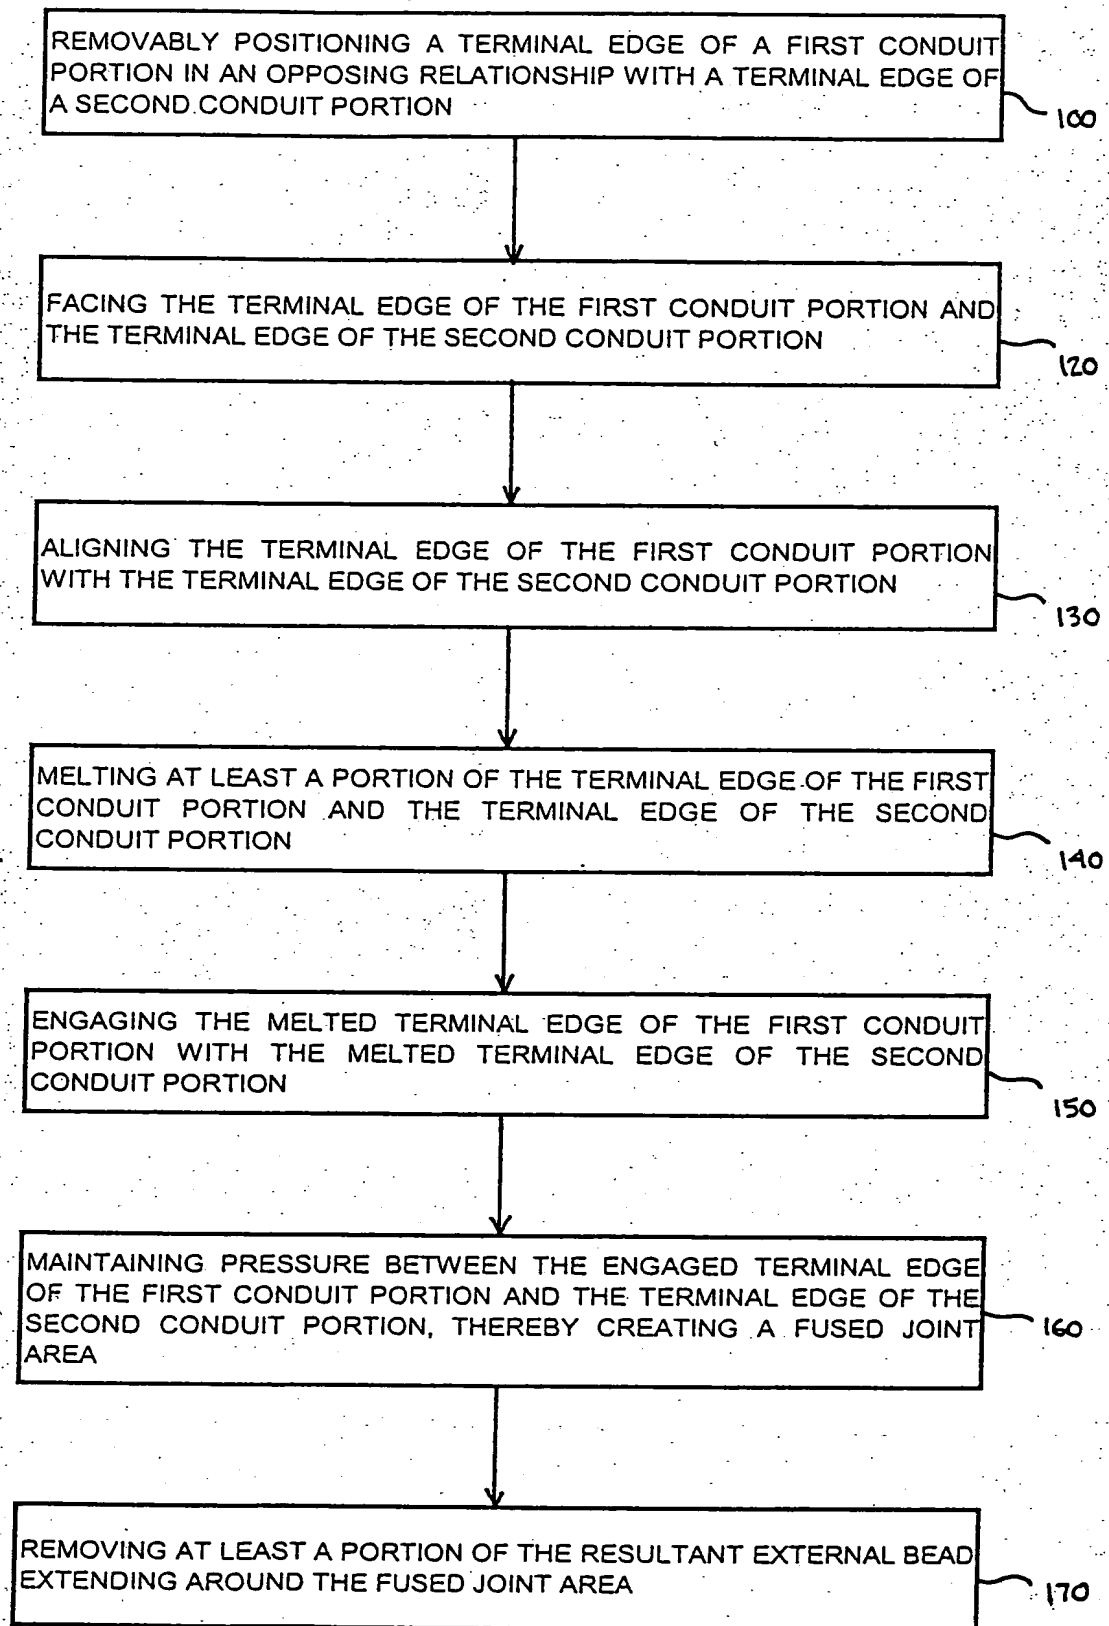 REMOVABLY POSITIONING A TERMINAL EDGE OF A FIRST CONDUIT
PORTION IN AN OPPOSING RELATIONSHIP WITH A TERMINAL EDGE OF
A SECOND CONDUIT PORTION
100
FACING THE TERMINAL EDGE OF THE FIRST CONDUIT PORTION AND
THE TERMINAL EDGE OF THE SECOND CONDUIT PORTION
120
ALIGNING THE TERMINAL EDGE OF THE FIRST CONDUIT PORTION
WITH THE TERMINAL EDGE OF THE SECOND CONDUIT PORTION
130
MELTING AT LEAST A PORTION OF THE TERMINAL EDGE OF THE FIRST
CONDUIT PORTION AND THE TERMINAL EDGE OF THE SECOND
CONDUIT PORTION
140
ENGAGING THE MELTED TERMINAL EDGE OF THE FIRST CONDUIT
PORTION WITH THE MELTED TERMINAL EDGE OF THE SECOND
CONDUIT PORTION
150
MAINTAINING PRESSURE BETWEEN THE ENGAGED TERMINAL EDGE
OF THE FIRST CONDUIT PORTION AND THE TERMINAL EDGE OF THE
SECOND CONDUIT PORTION, THEREBY CREATING A FUSED JOINT
AREA
160
REMOVING AT LEAST A PORTION OF THE RESULTANT EXTERNAL BEAD
EXTENDING AROUND THE FUSED JOINT AREA
170